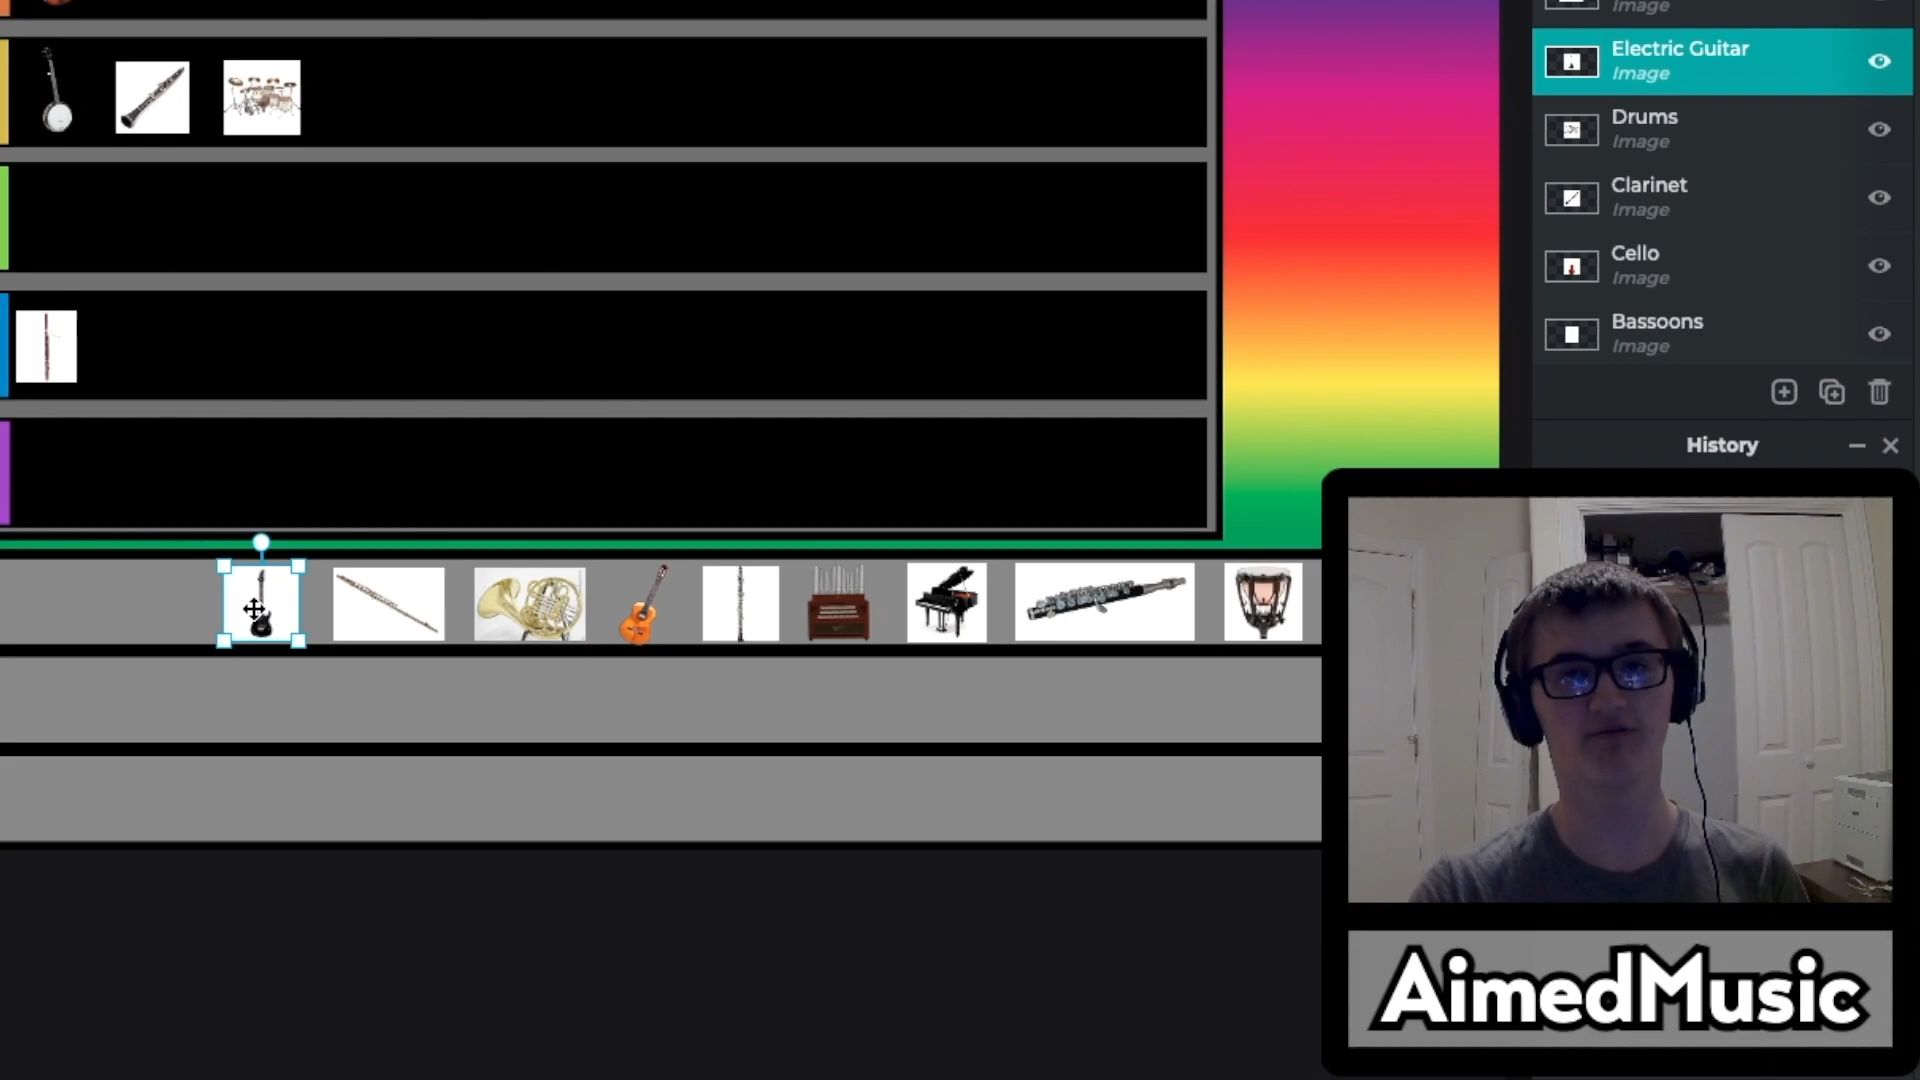 Image
Electric Guitar
Image
Drums
Image
Clarinet
Image
Cello
Image
Bassoons
Image
History
AimedMusic